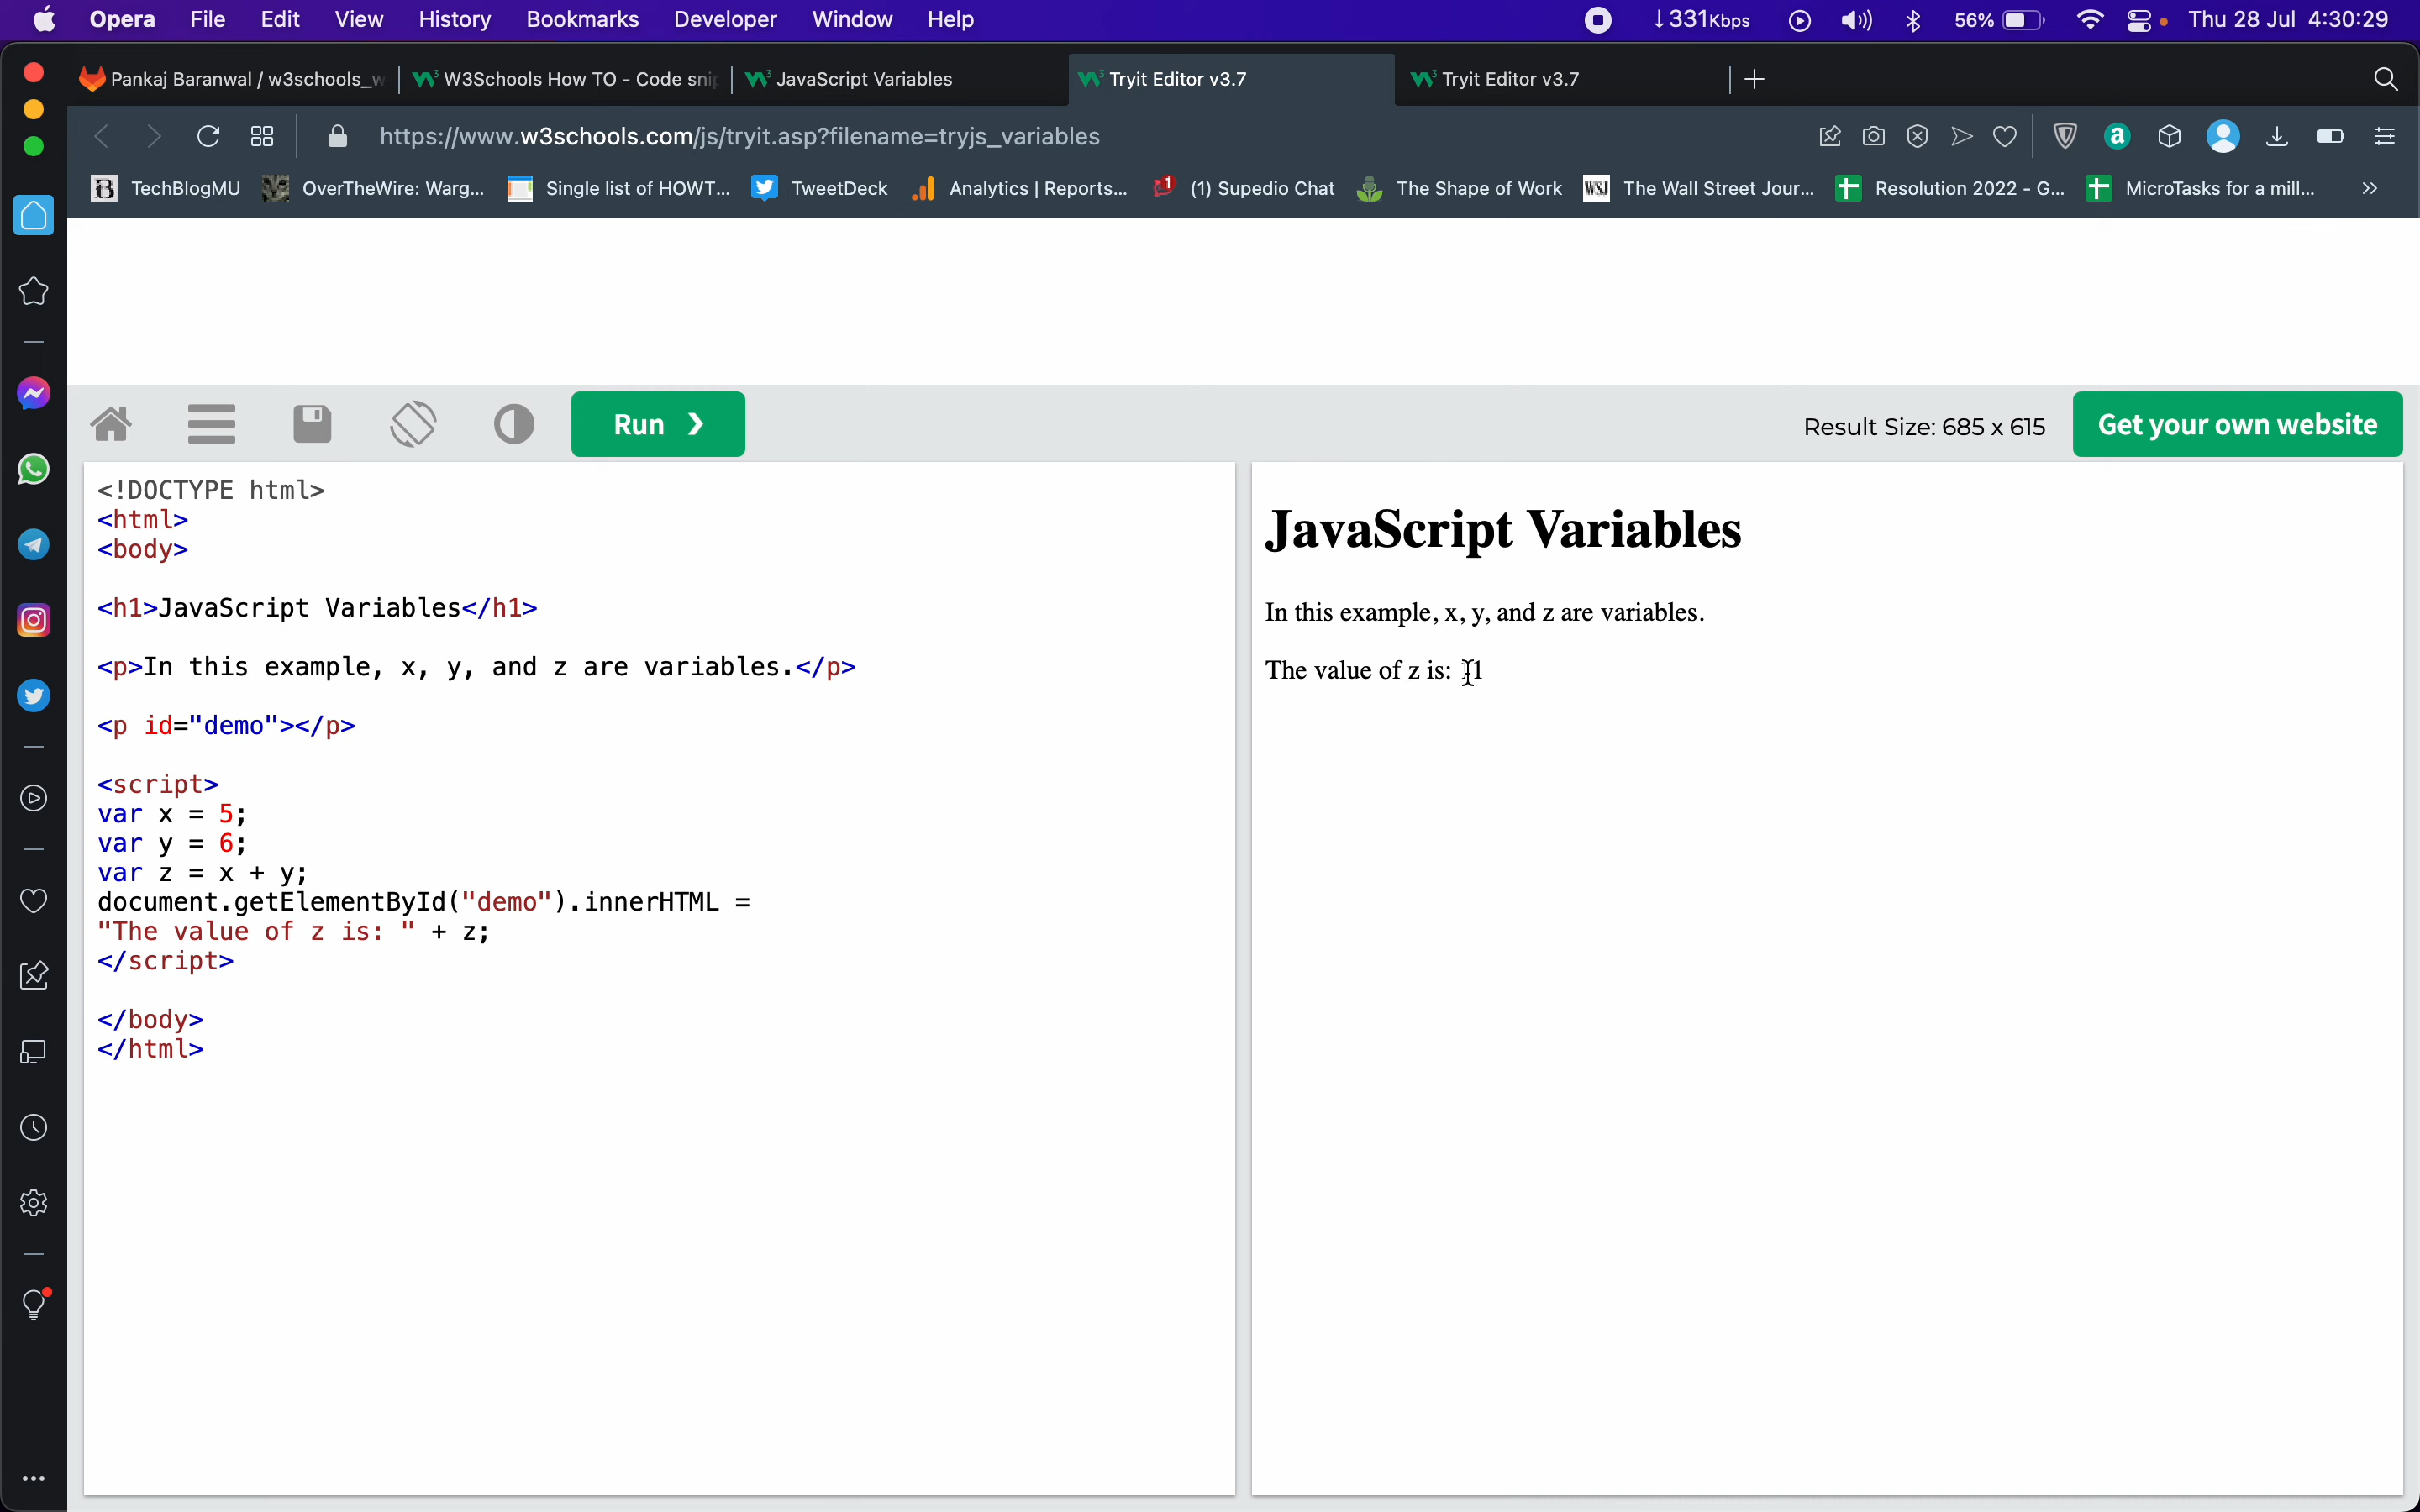 Opera File Edit View History Bookmarks Developer Window Help ↓331Kbps 56% Thu 28 Jul 4:30:29
Pankaj Baranwal / w3schools_w W3Schools How TO - Code snip JavaScript Variables Tryit Editor v3.7 Tryit Editor v3.7
https://www.w3schools.com/js/tryit.asp?filename=tryjs_variables
TechBlogMU OverTheWire: Warg... Single list of HOWT... TweetDeck Analytics | Reports... (1) Supedio Chat The Shape of Work WSJ The Wall Street Jour... Resolution 2022 - G... MicroTasks for a mill... »
Run ❯ Result Size: 685 x 615 Get your own website
<!DOCTYPE html>
<html>
<body>
<h1>JavaScript Variables</h1>
<p>In this example, x, y, and z are variables.</p>
<p id="demo"></p>
<script>
var x = 5;
var y = 6;
var z = x + y;
document.getElementById("demo").innerHTML =
"The value of z is: " + z;
</script>
</body>
</html>
JavaScript Variables
In this example, x, y, and z are variables.
The value of z is: 11